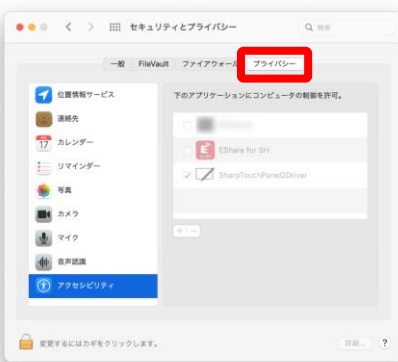 セキュリティとプライバシー
検索
一般 FileVault ファイアウォール プライバシー
位置情報サービス
連絡先
17 カレンダー
リマインダー
写真
カメラ
マイク
音声認識
アクセシビリティ
下のアプリケーションにコンピュータの制御を許可。
EShare for SH
SharpTouchPanel2Driver
+ −
変更するにはカギをクリックします。
詳細... ?